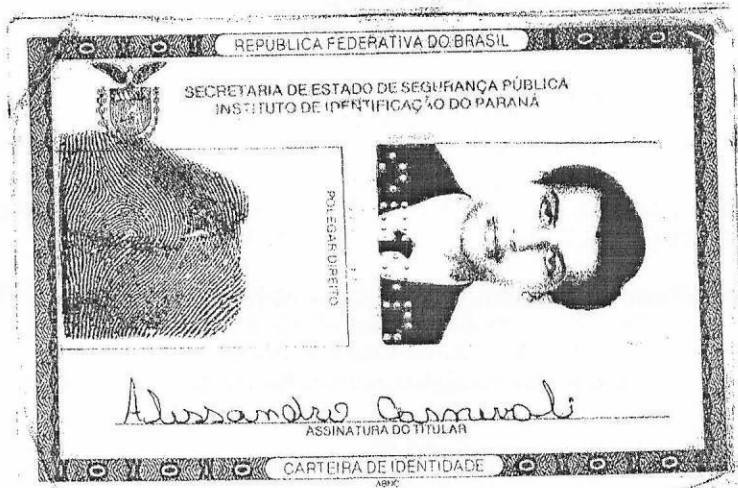 REPÚBLICA FEDERATIVA DO BRASIL
SECRETARIA DE ESTADO DE SEGURANÇA PÚBLICA
INSTITUTO DE IDENTIFICAÇÃO DO PARANÁ
POLEGAR DIREITO
Alessandro Carnevali
ASSINATURA DO TITULAR
CARTEIRA DE IDENTIDADE